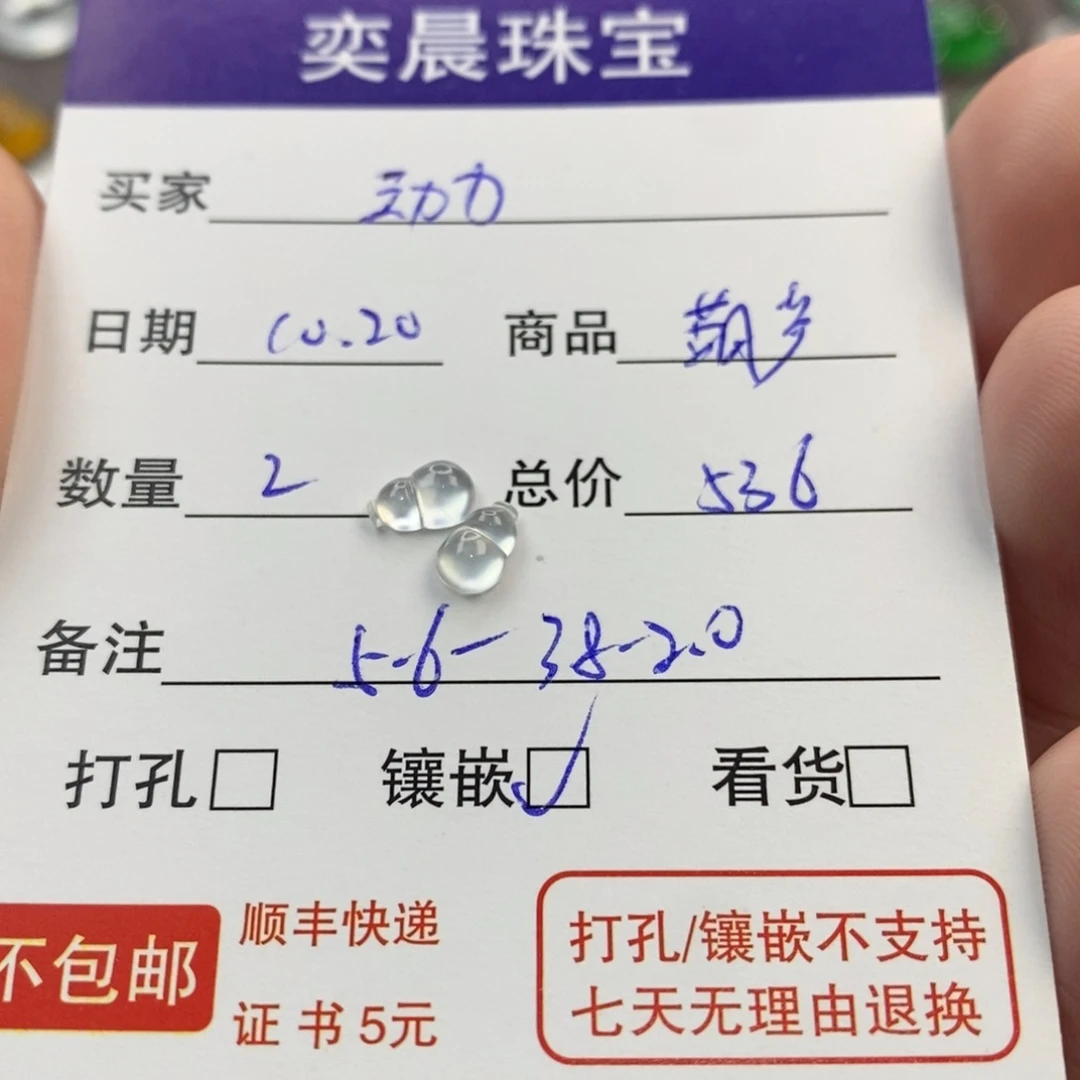 奕晨珠宝
买家
日期 10.20 商品 葫芦
数量 2 总价 536
备注 5-6-38-2.0
打孔 镶嵌 ✓ 看货
不包邮
顺丰快递
证书5元
打孔/镶嵌不支持
七天无理由退换